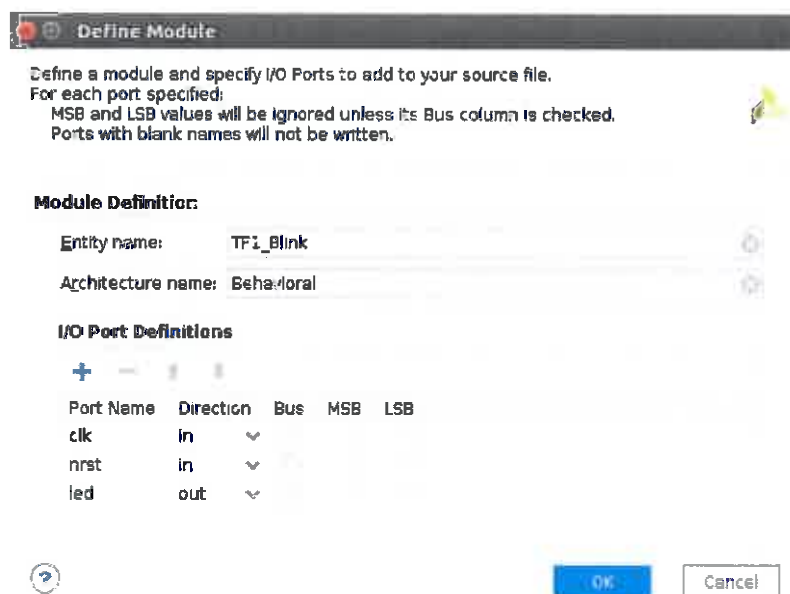 Define Module
Define a module and specify I/O Ports to add to your source file.
For each port specified:
MSB and LSB values will be ignored unless its Bus column is checked.
Ports with blank names will not be written.
Module Definition
Entity name: TF1_Blink
Architecture name: Behavioral
I/O Port Definitions
Port Name Direction Bus MSB LSB
clk in
nrst in
led out
?
OK Cancel